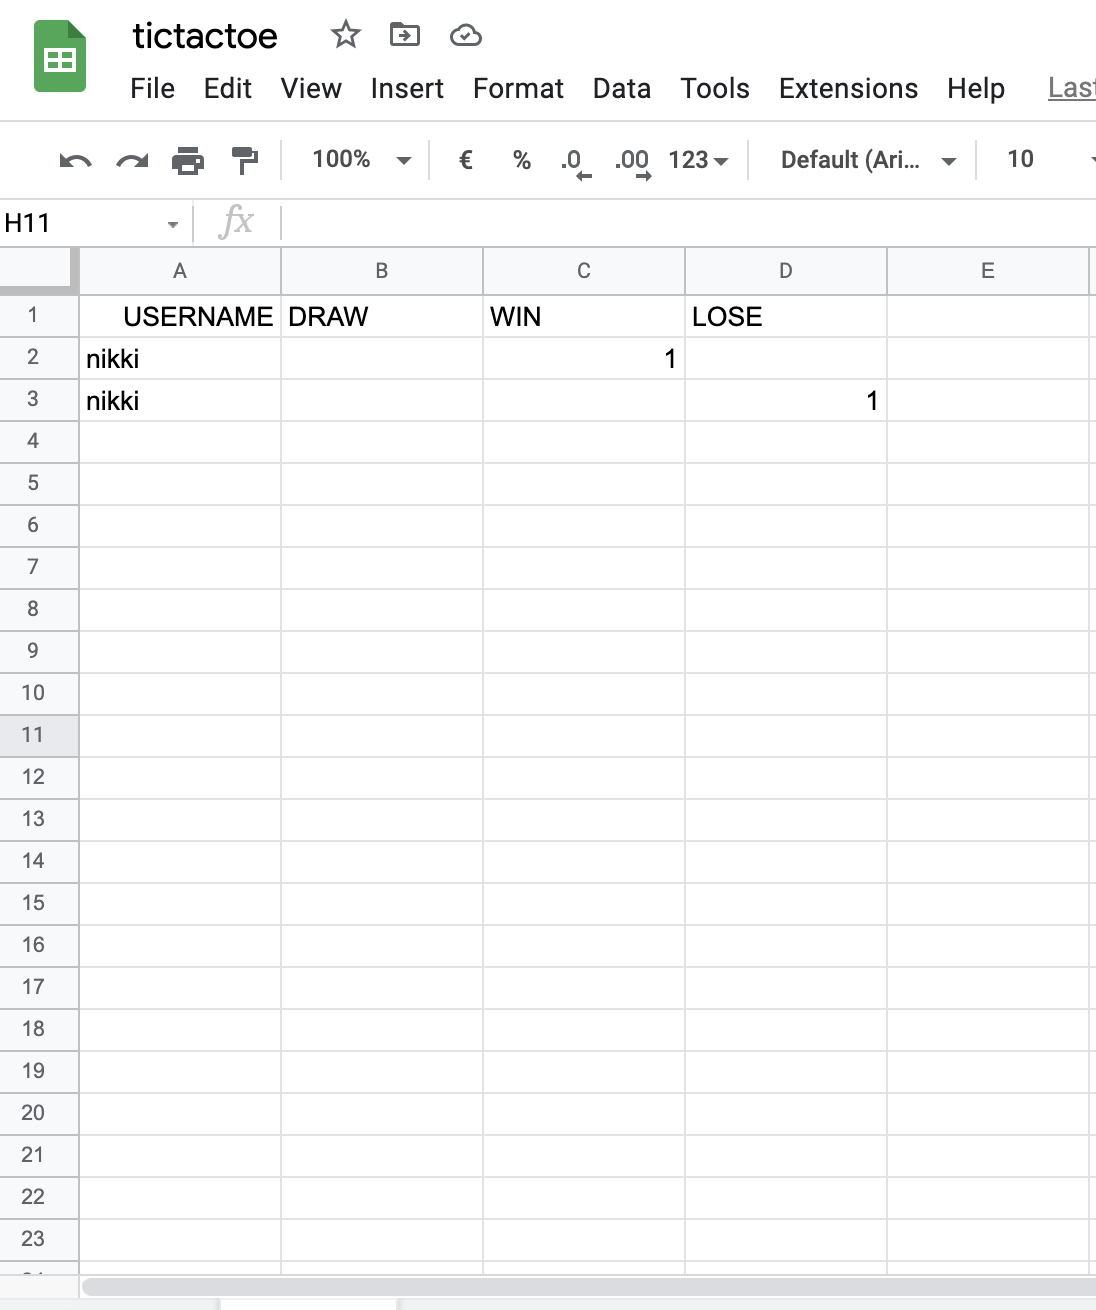 tictactoe
File Edit View Insert Format Data Tools Extensions Help Last
100% € % .0 .00 123 Default (Ari... 10
H11 fx
A B C D E
1 USERNAME DRAW WIN LOSE
2 nikki 1
3 nikki 1
4
5
6
7
8
9
10
11
12
13
14
15
16
17
18
19
20
21
22
23